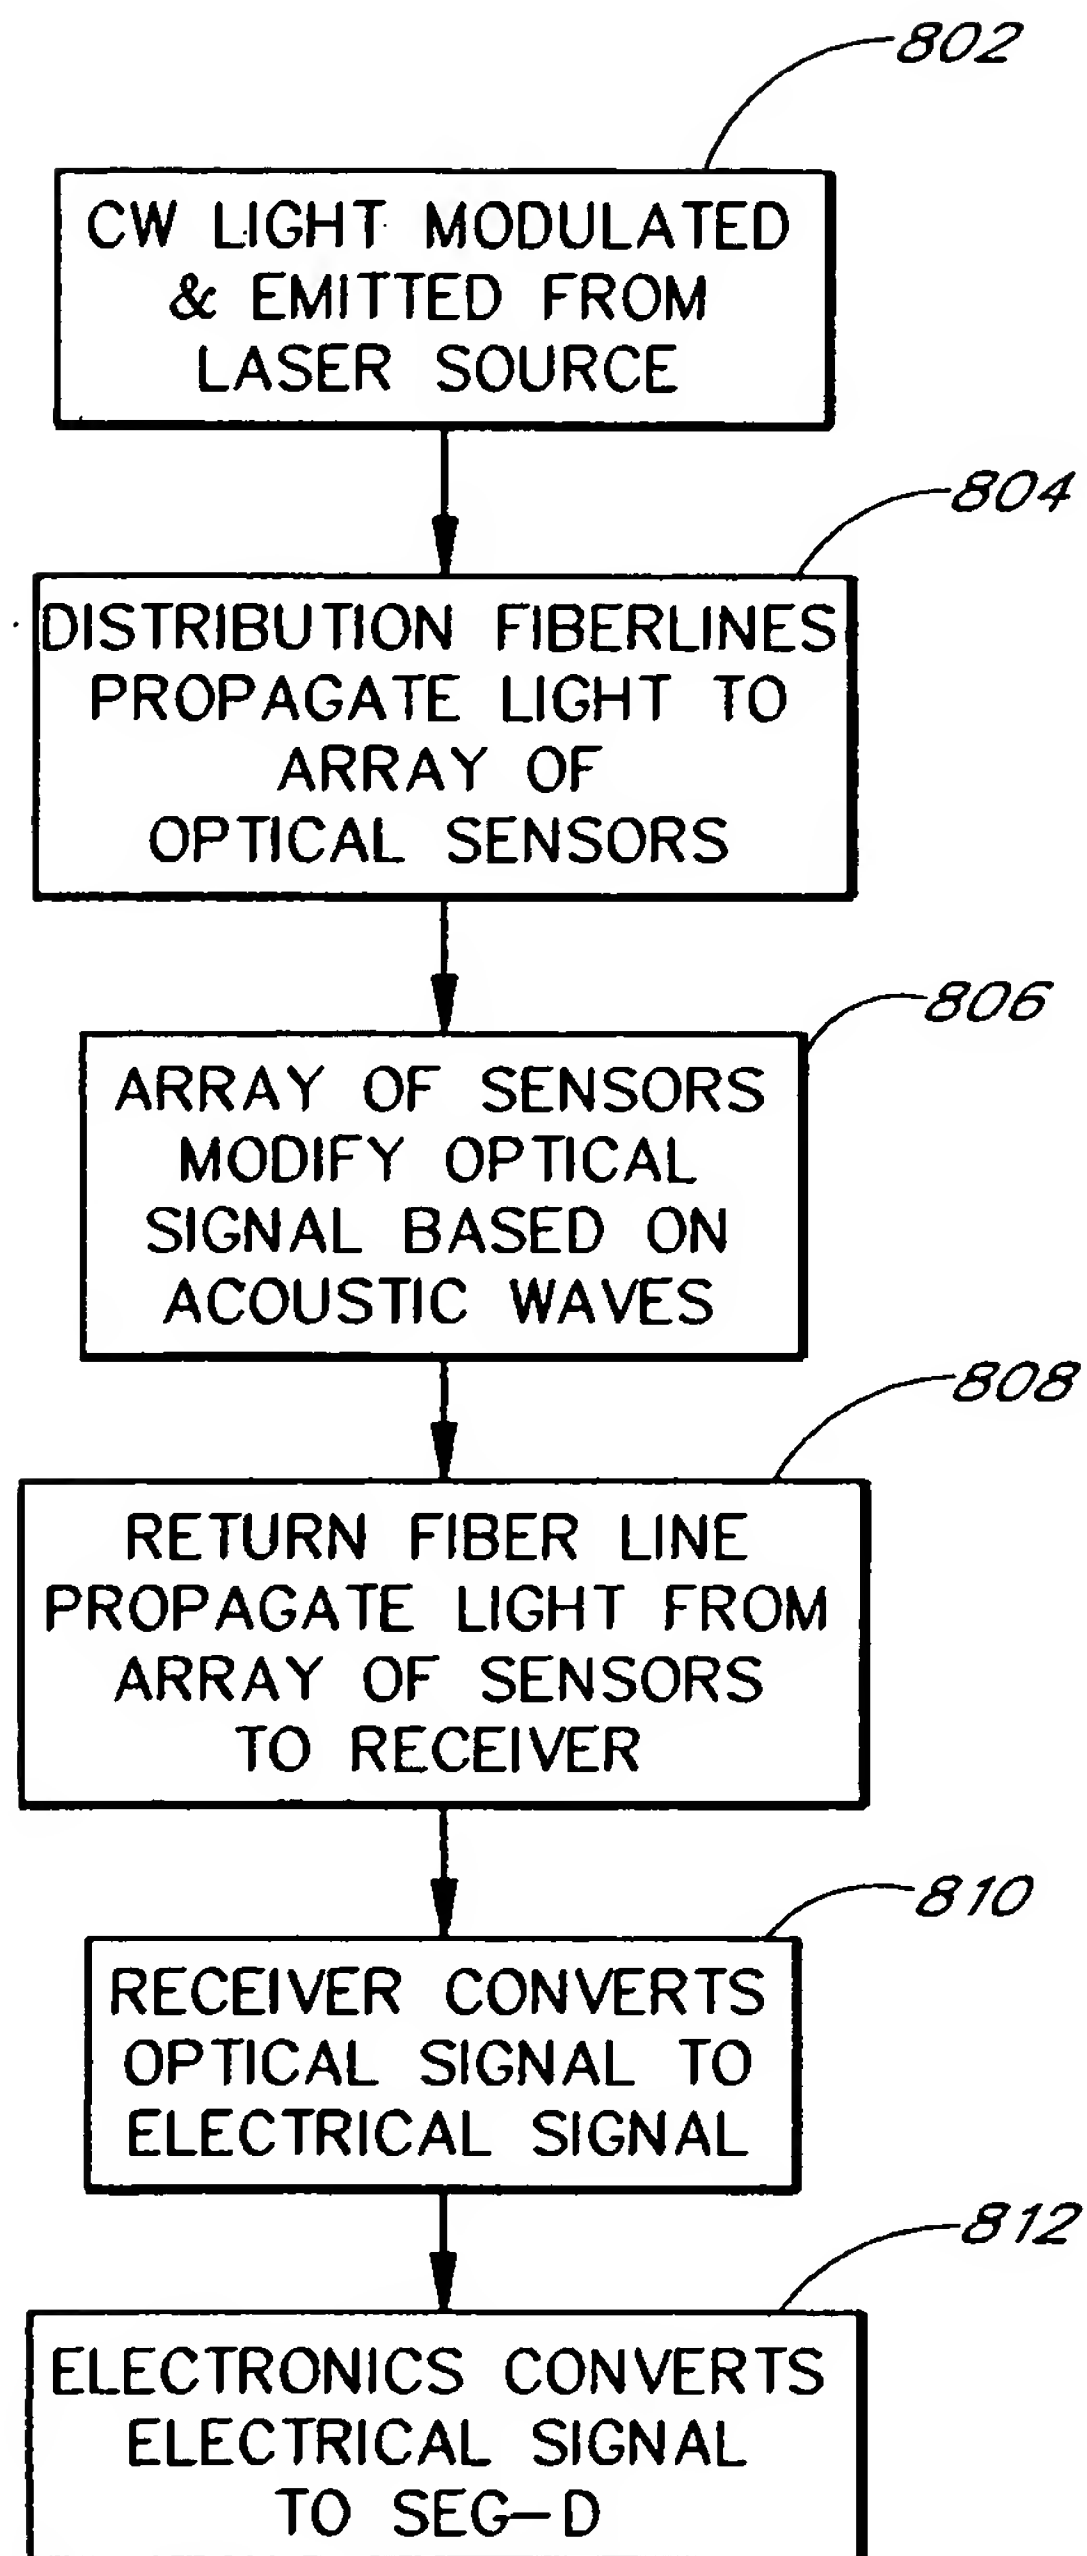 802
CW LIGHT MODULATED
& EMITTED FROM
LASER SOURCE
804
DISTRIBUTION FIBERLINES
PROPAGATE LIGHT TO
ARRAY OF
OPTICAL SENSORS
806
ARRAY OF SENSORS
MODIFY OPTICAL
SIGNAL BASED ON
ACOUSTIC WAVES
808
RETURN FIBER LINE
PROPAGATE LIGHT FROM
ARRAY OF SENSORS
TO RECEIVER
810
RECEIVER CONVERTS
OPTICAL SIGNAL TO
ELECTRICAL SIGNAL
812
ELECTRONICS CONVERTS
ELECTRICAL SIGNAL
TO SEG-D